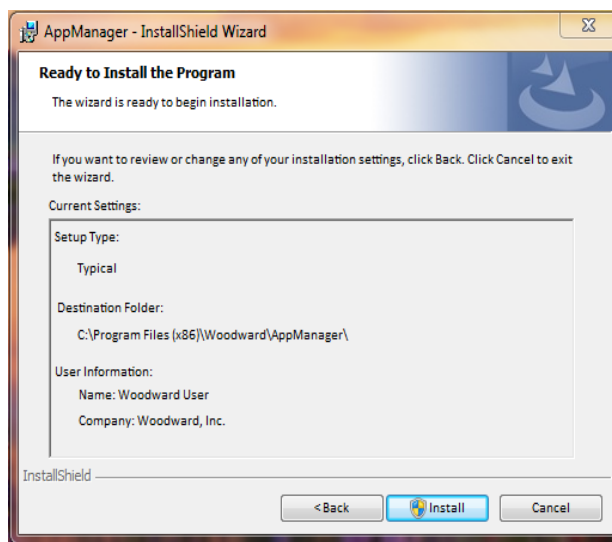 AppManager - InstallShield Wizard
Ready to Install the Program
The wizard is ready to begin installation.
If you want to review or change any of your installation settings, click Back. Click Cancel to exit
the wizard.
Current Settings:
Setup Type:
Typical
Destination Folder:
C:\Program Files (x86)\Woodward\AppManager\
User Information:
Name: Woodward User
Company: Woodward, Inc.
InstallShield
<Back
Install
Cancel